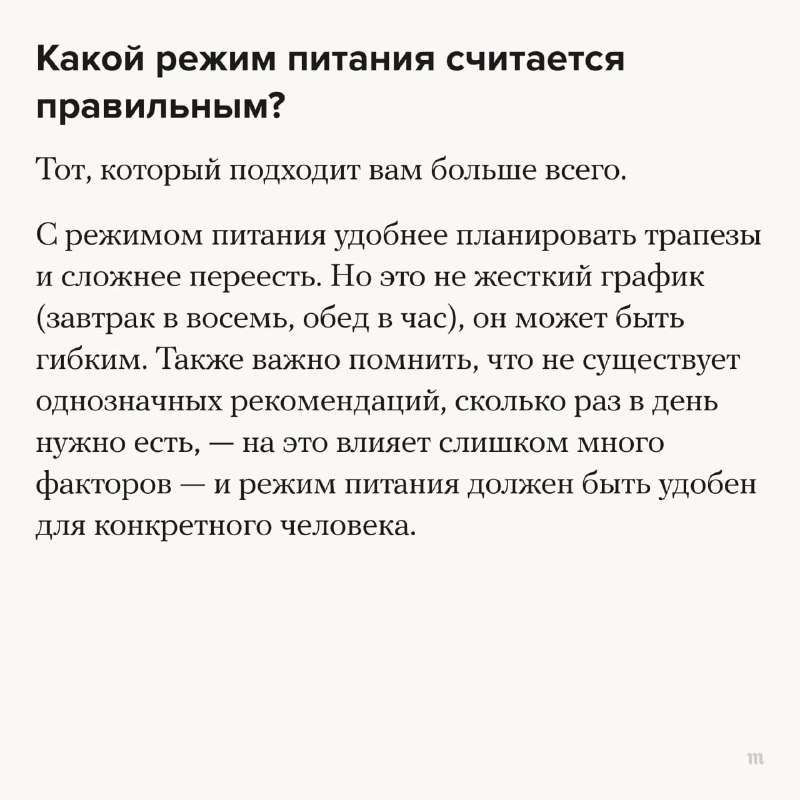 Какой режим питания считается
правильным?
Тот, который подходит вам больше всего.
С режимом питания удобнее планировать трапезы
и сложнее переесть. Но это не жесткий график
(завтрак в восемь, обед в час), он может быть
гибким. Также важно помнить, что не существует
однозначных рекомендаций, сколько раз в день
нужно есть, — на это влияет слишком много
факторов — и режим питания должен быть удобен
для конкретного человека.
m